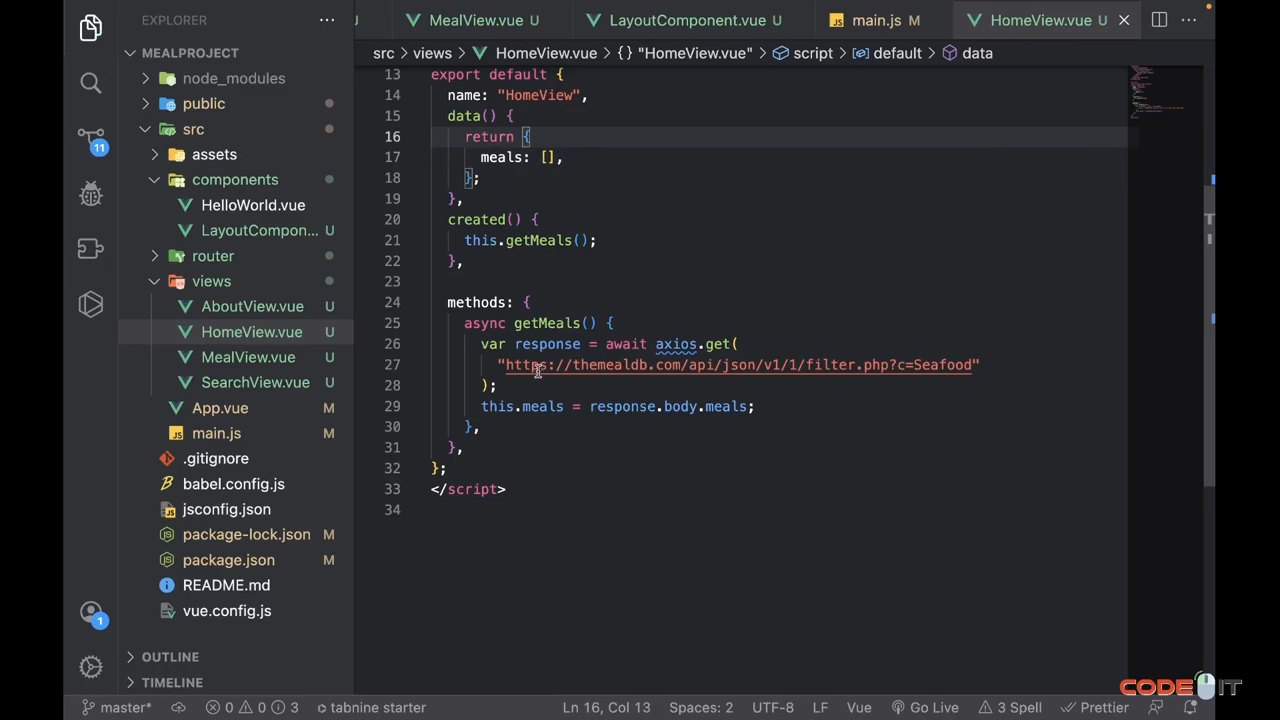 EXPLORER
MEALPROJECT
node_modules
public
src
assets
components
HelloWorld.vue
LayoutCompon... U
router
views
AboutView.vue U
HomeView.vue U
MealView.vue U
SearchView.vue U
App.vue
main.js M
.gitignore
babel.config.js
jsconfig.json
package-lock.json M
package.json M
README.md
vue.config.js
OUTLINE
TIMELINE
11
1
U MealView.vue U LayoutComponent.vue U main.js M HomeView.vue U
src > views > HomeView.vue > {} "HomeView.vue" > script > default > data
13 export default {
14 name: "HomeView",
15 data() {
16 return {
17 meals: [],
18 };
19 },
20 created() {
21 this.getMeals();
22 },
23
24 methods: {
25 async getMeals() {
26 var response = await axios.get(
27 "https://themealdb.com/api/json/v1/1/filter.php?c=Seafood"
28 );
29 this.meals = response.body.meals;
30 },
31 },
32 };
33 </script>
34
CODE IT
master* 0 0 3 tabnine starter Ln 16, Col 13 Spaces: 2 UTF-8 LF Vue Go Live 3 Spell Prettier